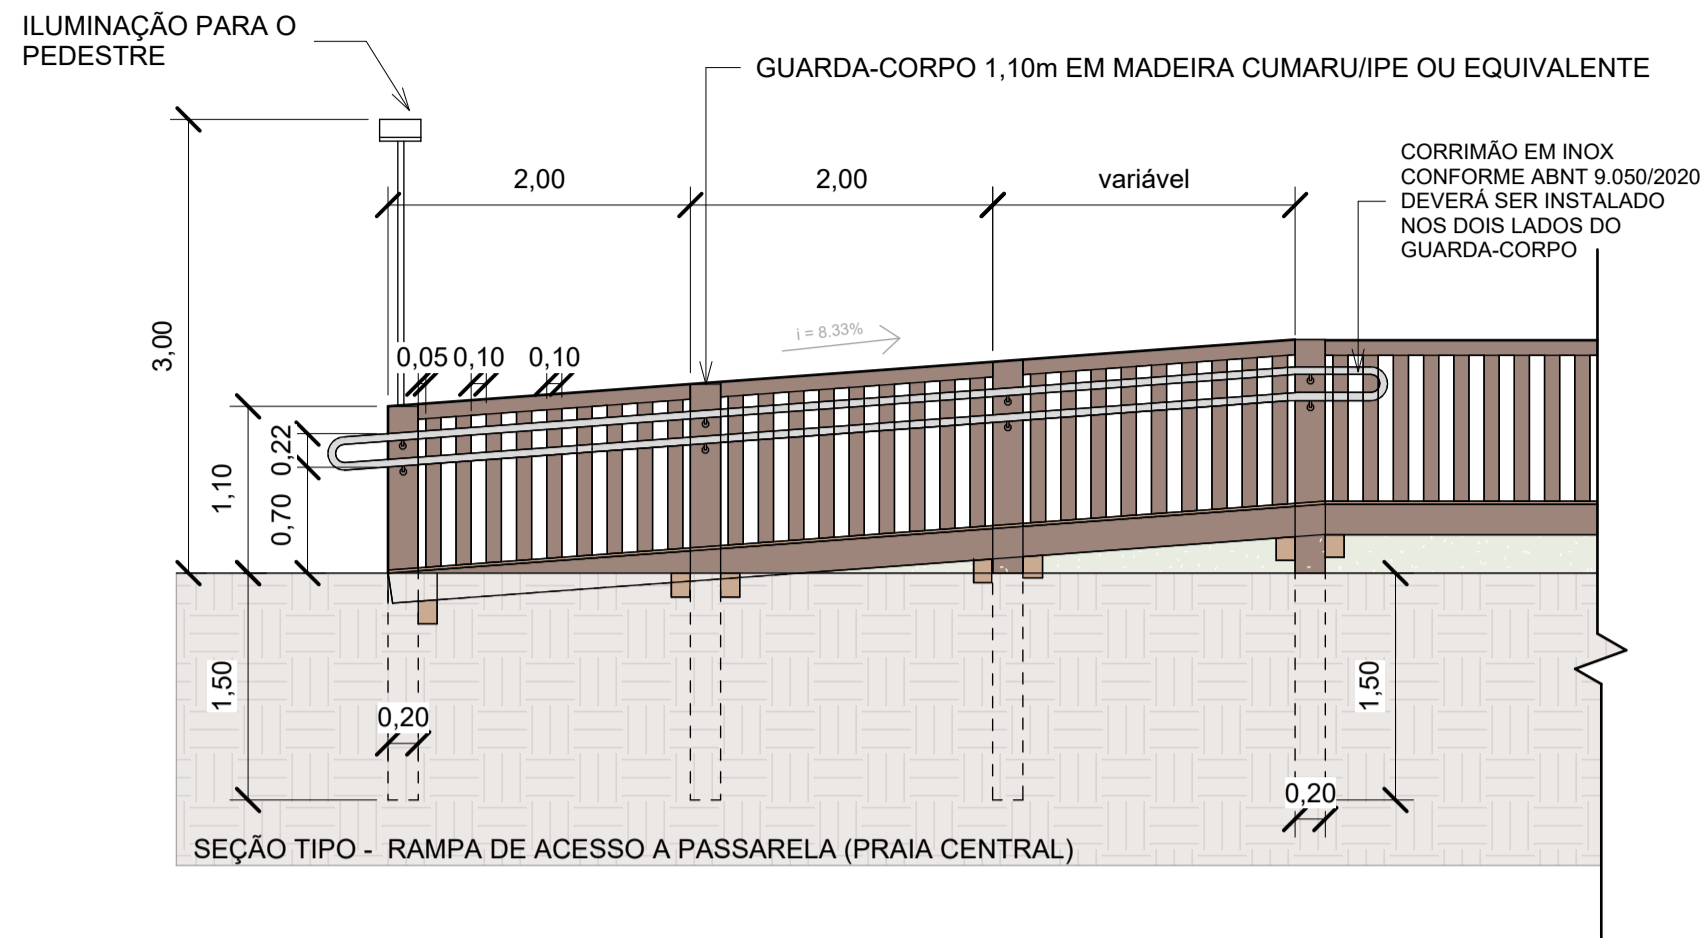 ILUMINAÇÃO PARA O
PEDESTRE
GUARDA-CORPO 1,10m EM MADEIRA CUMARU/IPE OU EQUIVALENTE
CORRIMÃO EM INOX
CONFORME ABNT 9.050/2020
DEVERÁ SER INSTALADO
NOS DOIS LADOS DO
GUARDA-CORPO
2,00
2,00
variável
3,00
i = 8.33%
0,05
0,10
0,10
0,22
1,10
0,70
1,50
0,20
1,50
0,20
SEÇÃO TIPO - RAMPA DE ACESSO A PASSARELA (PRAIA CENTRAL)